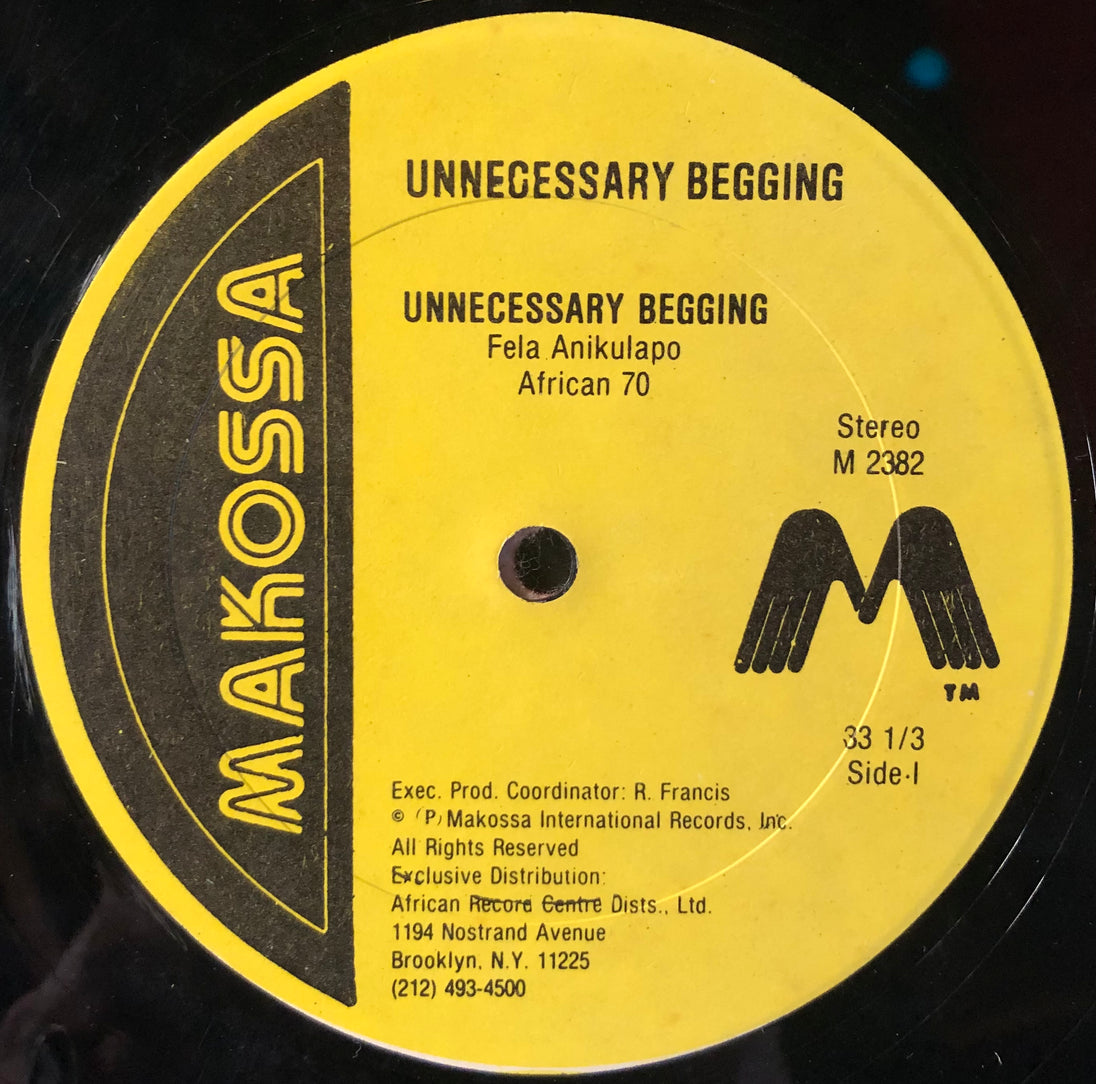 MAKOSSA
UNNECESSARY BEGGING
UNNECESSARY BEGGING
Fela Anikulapo
African 70
Stereo
M 2382
M
TM
33 1/3
Side·I
Exec. Prod. Coordinator: R. Francis
© (P) Makossa International Records, Inc.
All Rights Reserved
Exclusive Distribution:
African Record Centre Dists., Ltd.
1194 Nostrand Avenue
Brooklyn, N.Y. 11225
(212) 493-4500